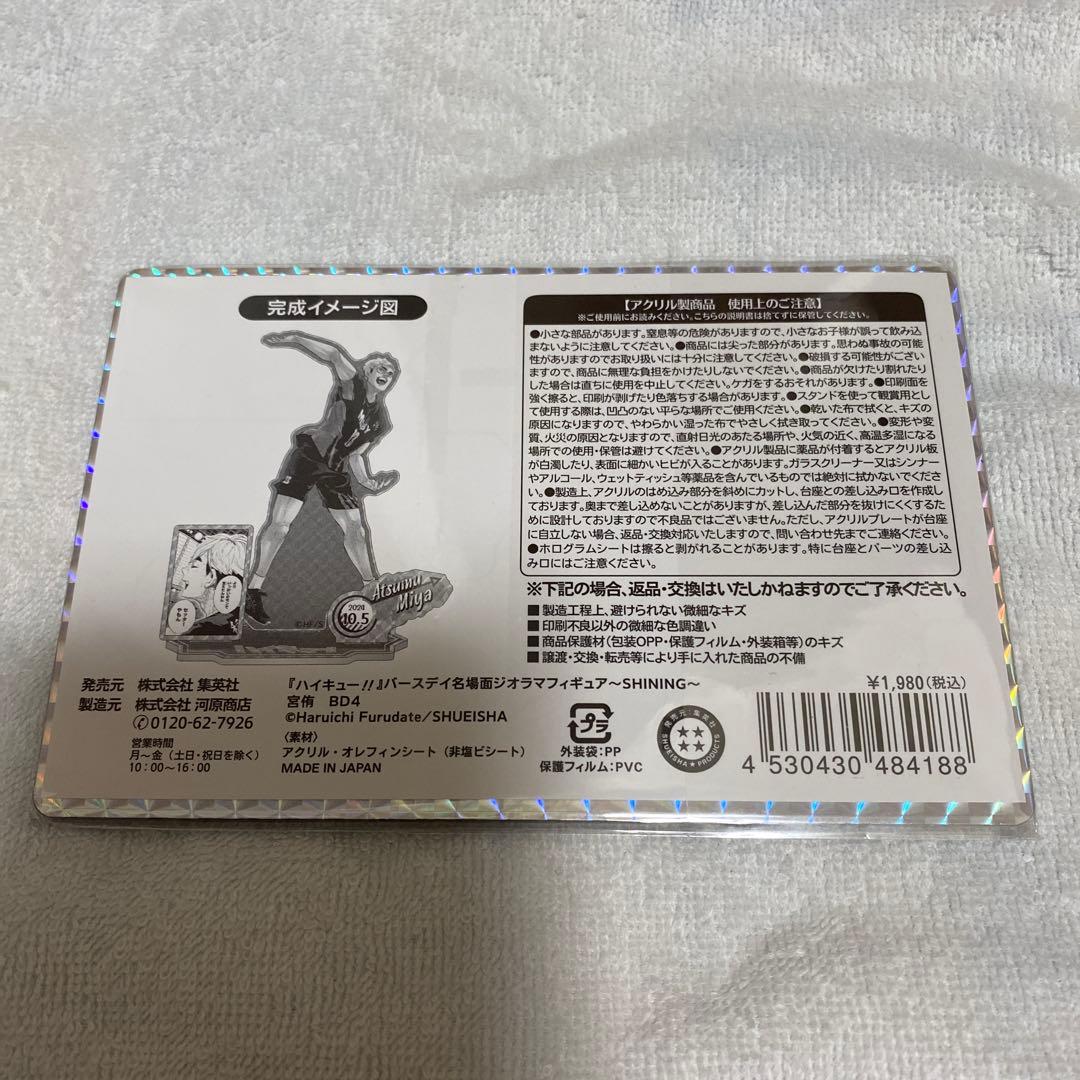 完成イメージ図
Atsumu
Miya
2024
10.5
©HF/S
セッター
やもん
【アクリル製商品 使用上のご注意】
※ご使用前にお読みください。こちらの説明書は捨てずに保管してください。
●小さな部品があります。窒息等の危険がありますので、小さなお子様が誤って飲み込
まないように注意してください。●商品には尖った部分があります。思わぬ事故の可能
性がありますのでお取り扱いには十分に注意してください。●破損する可能性がござい
ますので、商品に無理な負担をかけたりしないでください。●商品が欠けたり割れたり
した場合は直ちに使用を中止してください。ケガをするおそれがあります。●印刷面を
強く擦ると、印刷が剥げたり色落ちする場合があります。●スタンドを使って観賞用とし
て使用する際は、凹凸のない平らな場所でご使用ください。●乾いた布で拭くと、キズの
原因になりますので、やわらかい湿った布でやさしく拭き取ってください。●変形や変
質、火災の原因となりますので、直射日光のあたる場所や、火気の近く、高温多湿になる
場所での使用・保管は避けてください。●アクリル製品に薬品が付着するとアクリル板
が白濁したり、表面に細かいヒビが入ることがあります。ガラスクリーナー又はシンナー
やアルコール、ウェットティッシュ等薬品を含んでいるものでは絶対に拭かないでくださ
い。●製造上、アクリルのはめ込み部分を斜めにカットし、台座との差し込み口を作成し
ております。奥まで差し込めないことがありますが、差し込んだ部分を抜けにくくするた
めに設計しておりますので不良品ではございません。ただし、アクリルプレートが台座
に自立しない場合、返品・交換対応いたしますので、問い合わせ先までご連絡ください。
●ホログラムシートは擦ると剥がれることがあります。特に台座とパーツの差し込
み口にはご注意ください。
※下記の場合、返品・交換はいたしかねますのでご了承ください。
■製造工程上、避けられない微細なキズ
■印刷不良以外の微細な色調違い
■商品保護材(包装OPP・保護フィルム・外装箱等)のキズ
■譲渡・交換・転売等により手に入れた商品の不備
発売元 株式会社 集英社
製造元 株式会社 河原商店
✆0120-62-7926
営業時間
月～金(土日・祝日を除く)
10:00～16:00
『ハイキュー!!』バースデイ名場面ジオラマフィギュア～SHINING～
宮侑 BD4
©Haruichi Furudate/SHUEISHA
〈素材〉
アクリル・オレフィンシート(非塩ビシート)
MADE IN JAPAN
プラ
外装袋:PP
保護フィルム:PVC
発売元:集英社
SHUEISHA★PRODUCTS
¥1,980(税込)
4 530430 484188